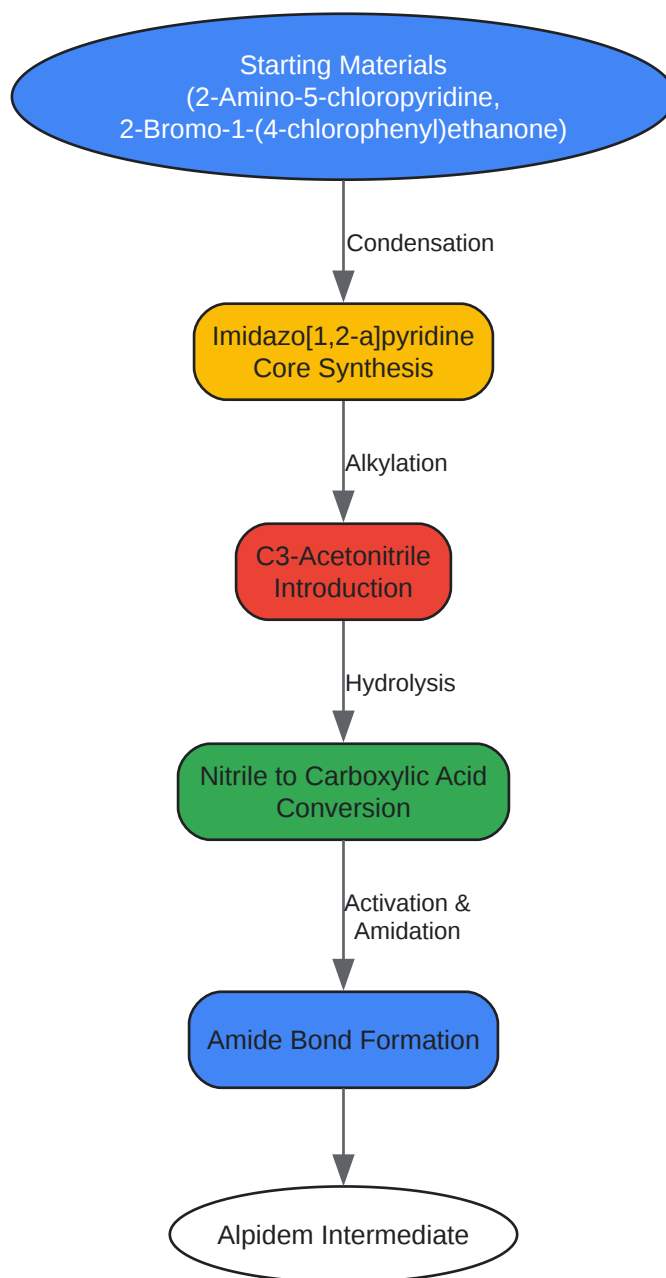 Starting Materials
(2-Amino-5-chloropyridine,
2-Bromo-1-(4-chlorophenyl)ethanone)
Condensation
Imidazo[1,2-a]pyridine
Core Synthesis
Alkylation
C3-Acetonitrile
Introduction
Hydrolysis
Nitrile to Carboxylic Acid
Conversion
Activation &
Amidation
Amide Bond Formation
Alpidem Intermediate